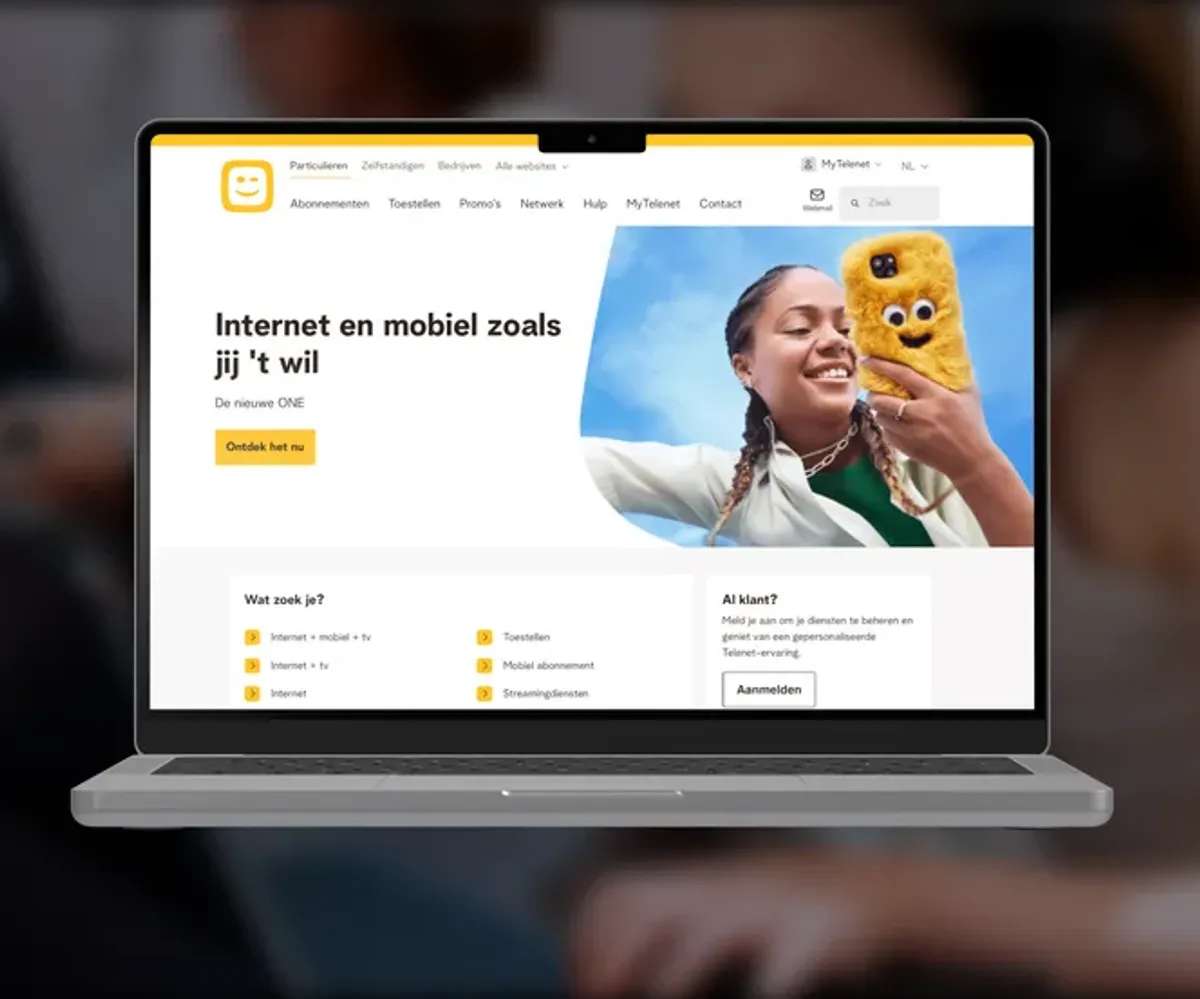 Particulieren Zelfstandigen Bedrijven Alle websites
MyTelenet NL
Abonnementen Toestellen Promo's Netwerk Hulp MyTelenet Contact
Webmail
Zoek
Internet en mobiel zoals
jij 't wil
De nieuwe ONE
Ontdek het nu
Wat zoek je?
Internet + mobiel + tv
Internet + tv
Internet
Toestellen
Mobiel abonnement
Streamingdiensten
Al klant?
Meld je aan om je diensten te beheren en
geniet van een gepersonaliseerde
Telenet-ervaring.
Aanmelden